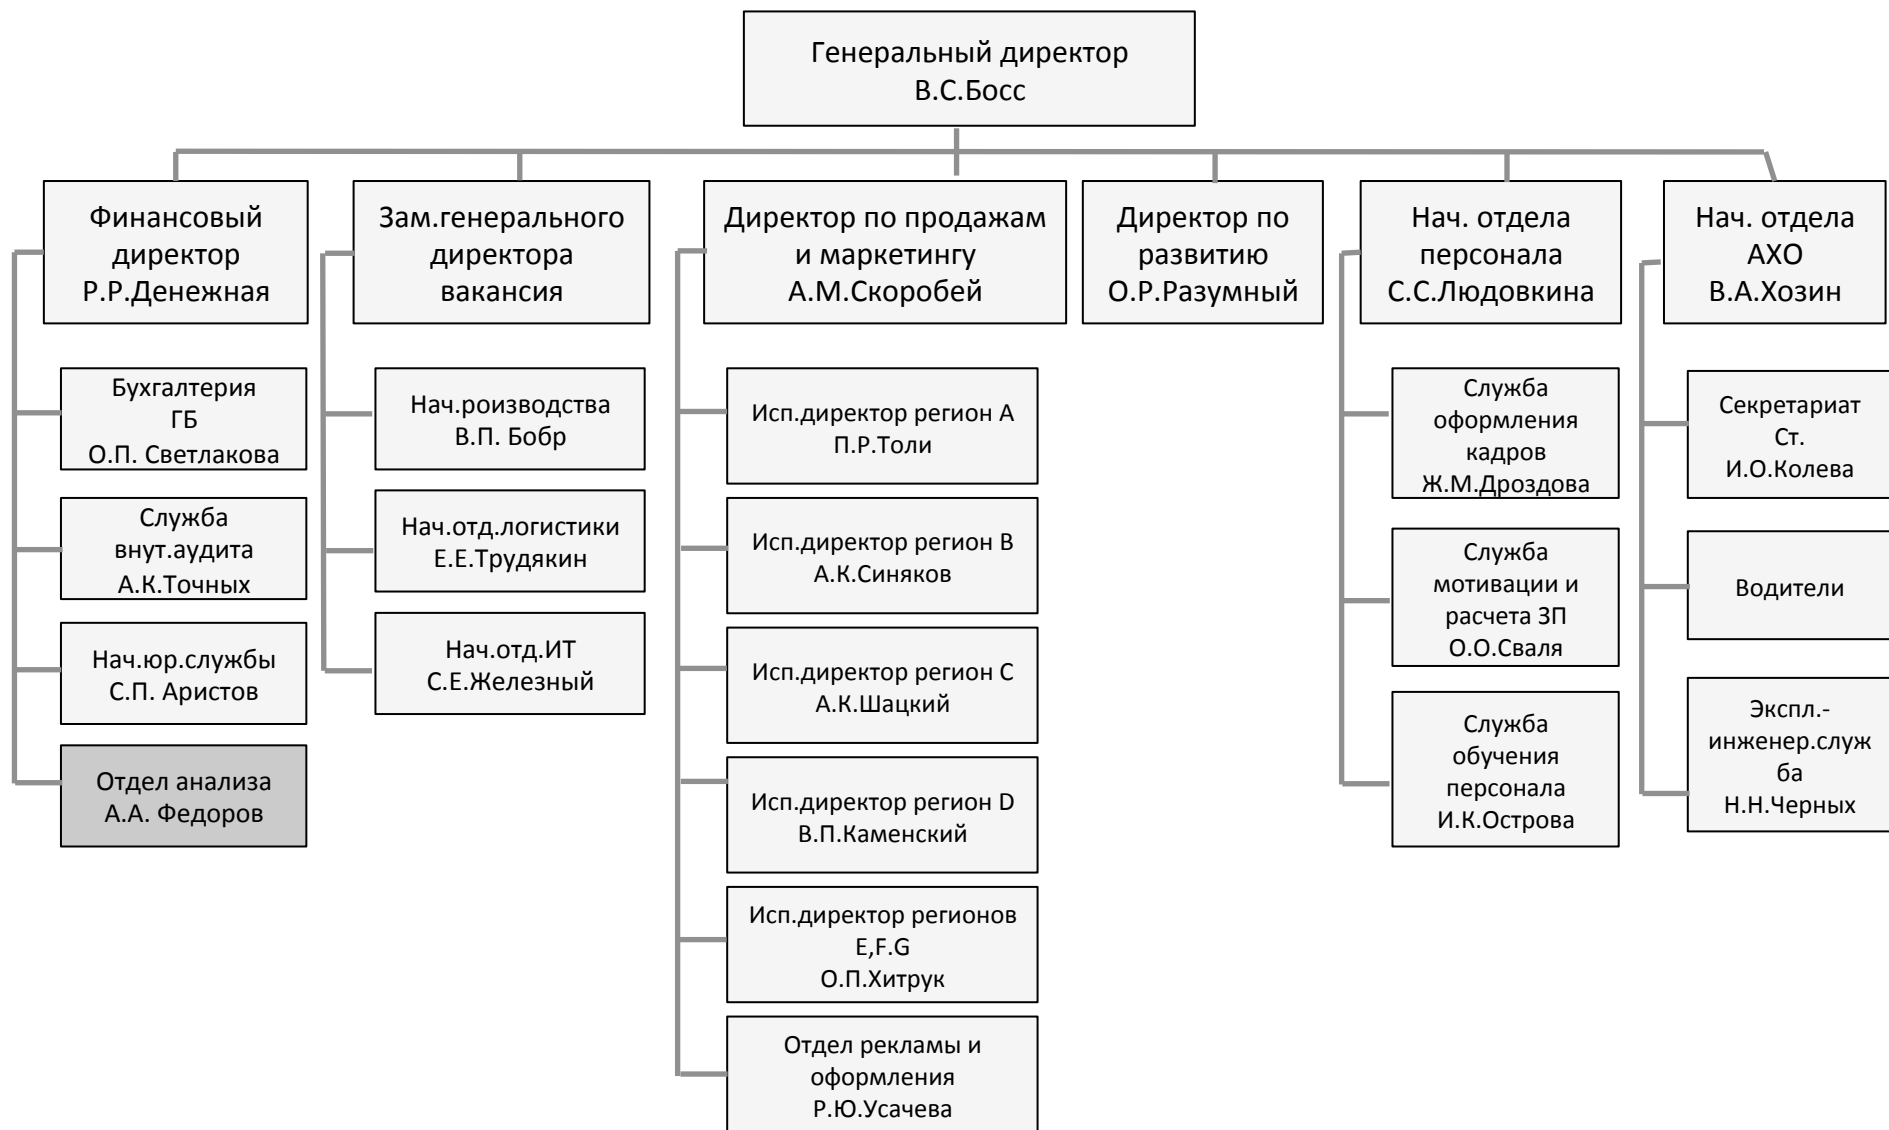 Генеральный директор
В.С.Босс
Финансовый
директор
Р.Р.Денежная
Зам.генерального
директора
вакансия
Директор по продажам
и маркетингу
А.М.Скоробей
Директор по
развитию
О.Р.Разумный
Нач. отдела
персонала
С.С.Людовкина
Нач. отдела
АХО
В.А.Хозин
Бухгалтерия
ГБ
О.П. Светлакова
Служба
внут.аудита
А.К.Точных
Нач.юр.службы
С.П. Аристов
Отдел анализа
А.А. Федоров
Нач.роизводства
В.П. Бобр
Нач.отд.логистики
Е.Е.Трудякин
Нач.отд.ИТ
С.Е.Железный
Исп.директор регион А
П.Р.Толи
Исп.директор регион В
А.К.Синяков
Исп.директор регион С
А.К.Шацкий
Исп.директор регион D
В.П.Каменский
Исп.директор регионов
E,F.G
О.П.Хитрук
Отдел рекламы и
оформления
Р.Ю.Усачева
Служба
оформления
кадров
Ж.М.Дроздова
Служба
мотивации и
расчета ЗП
О.О.Сваля
Служба
обучения
персонала
И.К.Острова
Секретариат
Ст.
И.О.Колева
Водители
Экспл.-
инженер.служ
ба
Н.Н.Черных